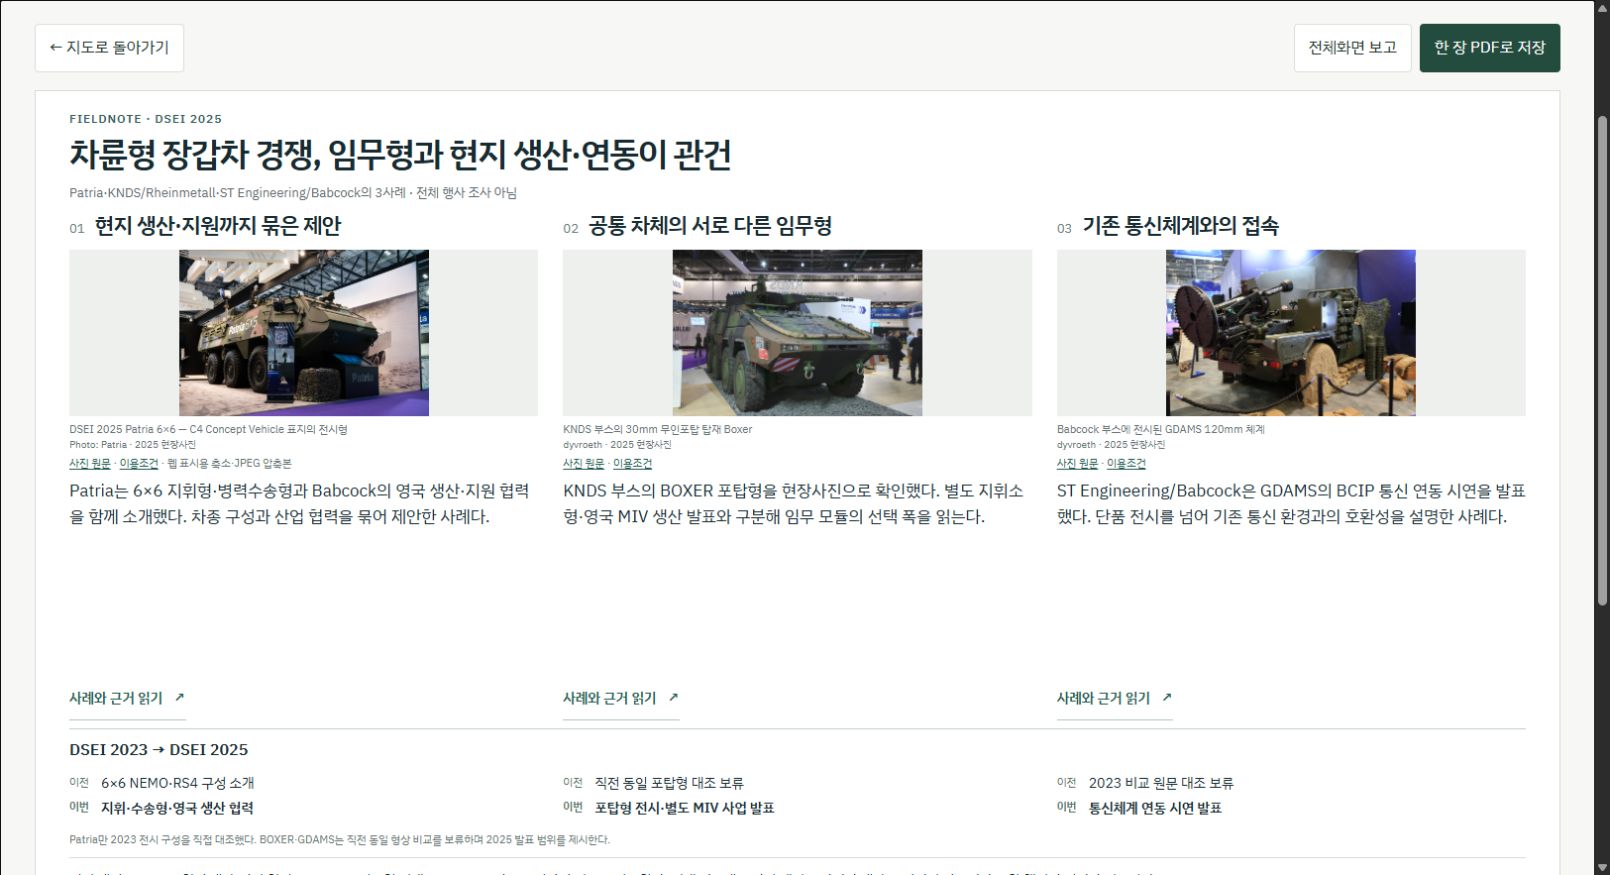 ← 지도로 돌아가기
전체화면 보고
한 장 PDF로 저장
FIELDNOTE · DSEI 2025
차륜형 장갑차 경쟁, 임무형과 현지 생산·연동이 관건
Patria·KNDS/Rheinmetall·ST Engineering/Babcock의 3사례 · 전체 행사 조사 아님
01 현지 생산·지원까지 묶은 제안
Patria 6x6
Patria
DSEI 2025 Patria 6×6 — C4 Concept Vehicle 표지의 전시형
Photo: Patria · 2025 현장사진
사진 원문 · 이용조건 · 웹 표시용 축소·JPEG 압축본
Patria는 6×6 지휘형·병력수송형과 Babcock의 영국 생산·지원 협력
을 함께 소개했다. 차종 구성과 산업 협력을 묶어 제안한 사례다.
사례와 근거 읽기 ↗
02 공통 차체의 서로 다른 임무형
KNDS 부스의 30mm 무인포탑 탑재 Boxer
dyvroeth · 2025 현장사진
사진 원문 · 이용조건
KNDS 부스의 BOXER 포탑형을 현장사진으로 확인했다. 별도 지휘소
형·영국 MIV 생산 발표와 구분해 임무 모듈의 선택 폭을 읽는다.
사례와 근거 읽기 ↗
03 기존 통신체계와의 접속
Babcock 부스에 전시된 GDAMS 120mm 체계
dyvroeth · 2025 현장사진
사진 원문 · 이용조건
ST Engineering/Babcock은 GDAMS의 BCIP 통신 연동 시연을 발표
했다. 단품 전시를 넘어 기존 통신 환경과의 호환성을 설명한 사례다.
사례와 근거 읽기 ↗
DSEI 2023 → DSEI 2025
이전 6×6 NEMO·RS4 구성 소개
이번 지휘·수송형·영국 생산 협력
이전 직전 동일 포탑형 대조 보류
이번 포탑형 전시·별도 MIV 사업 발표
이전 2023 비교 원문 대조 보류
이번 통신체계 연동 시연 발표
Patria만 2023 전시 구성을 직접 대조했다. BOXER·GDAMS는 직전 동일 형상 비교를 보류하며 2025 발표 범위를 제시한다.